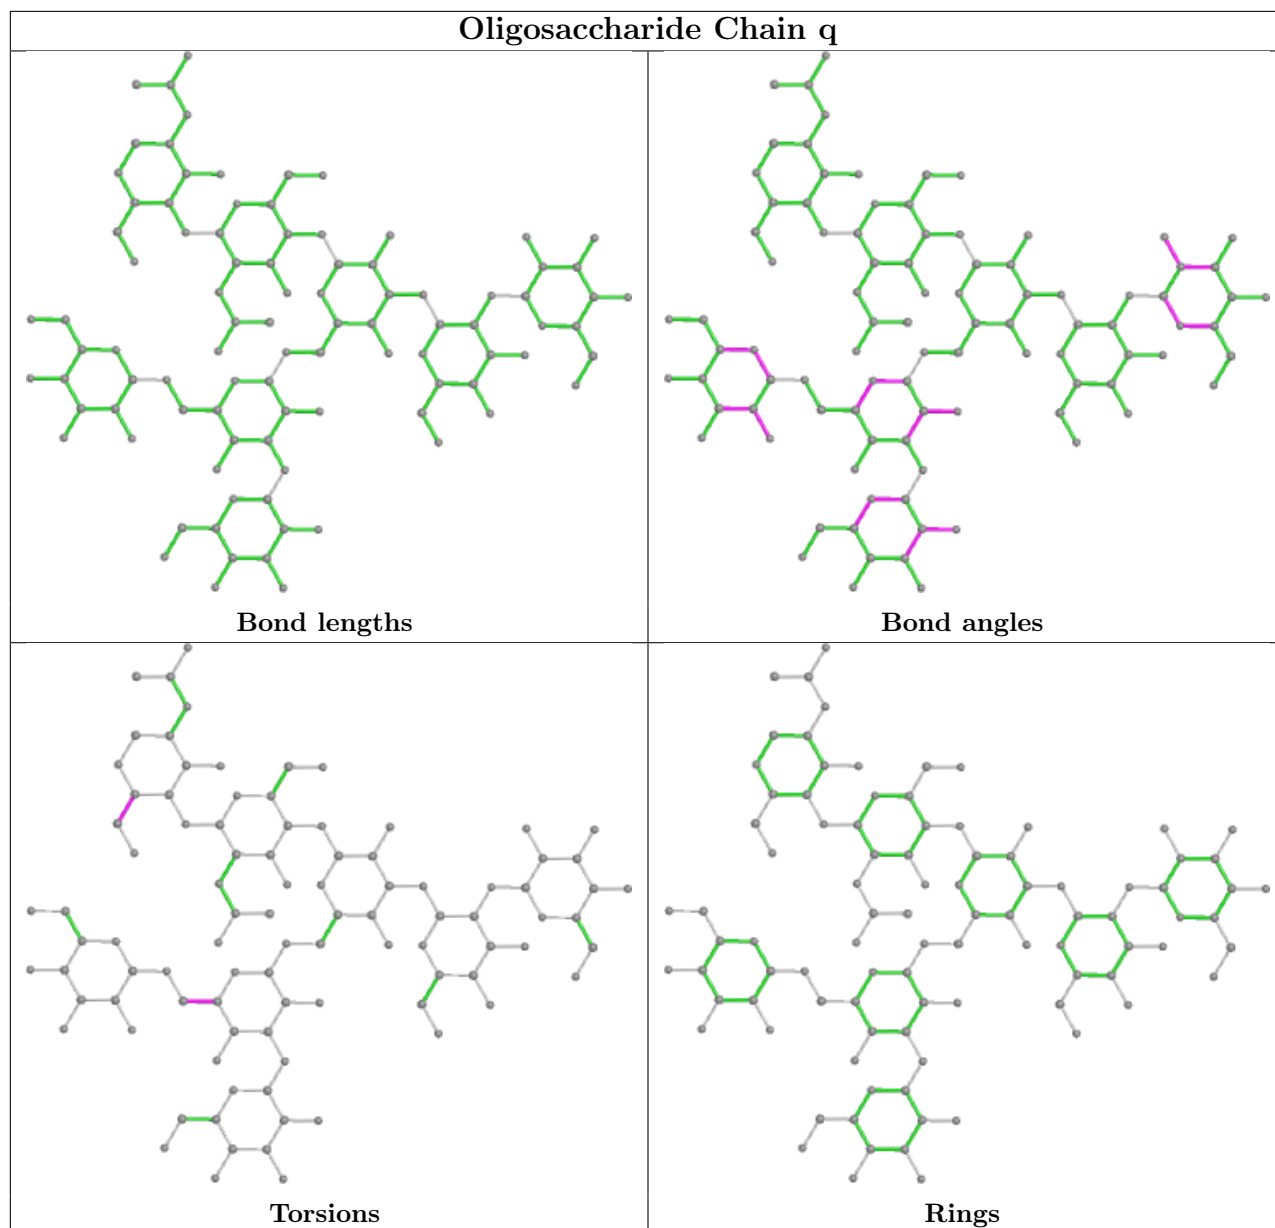 Oligosaccharide Chain q
Bond lengths
Bond angles
Torsions
Rings